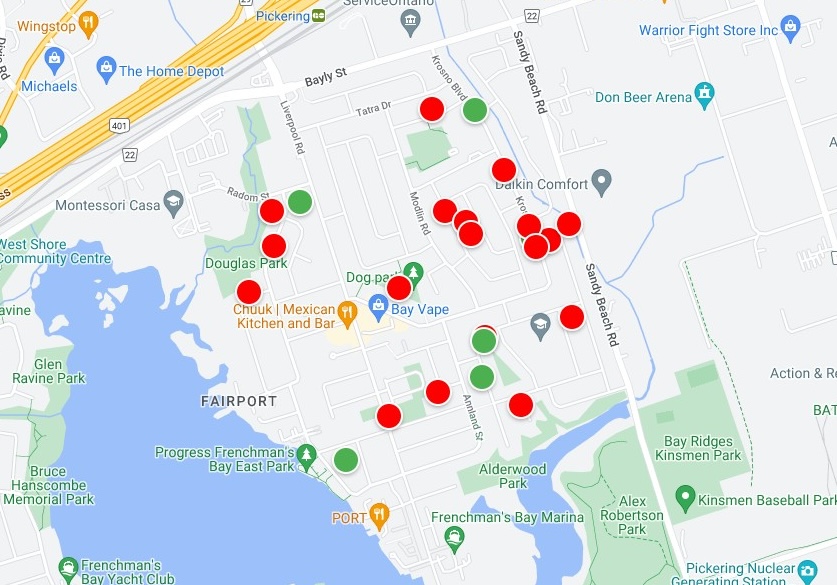 Wingstop
Michaels
The Home Depot
Dixie Rd
Pickering
ServiceOntario
22
Warrior Fight Store Inc
Bayly St
Krosno Blvd
Sandy Beach Rd
Don Beer Arena
Tatra Dr
401
22
Liverpool Rd
Montessori Casa
Radom St
Modlin Rd
Daikin Comfort
West Shore
Community Centre
Douglas Park
Dog park
Chuuk | Mexican
Kitchen and Bar
Bay Vape
Sandy Beach Rd
Glen
Ravine Park
FAIRPORT
Annland St
Action & Re
BAT
Progress Frenchman's
Bay East Park
Bruce
Hanscombe
Memorial Park
Alderwood
Park
Bay Ridges
Kinsmen Park
Alex
Robertson
Park
Kinsmen Baseball Park
PORT
Frenchman's Bay Marina
Frenchman's
Bay Yacht Club
Pickering Nuclear
Generating Station